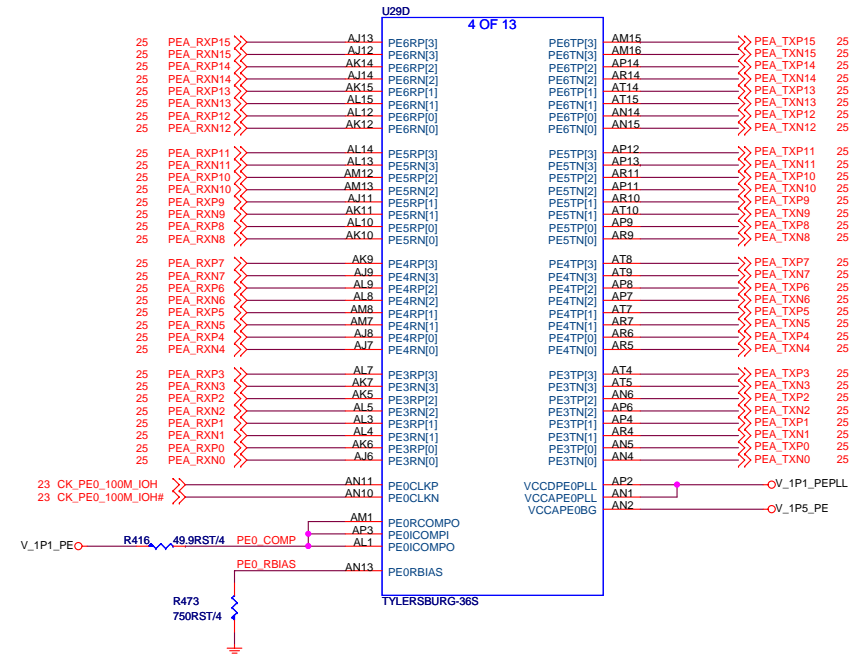 U29D
4 OF 13
25 PEA_RXP15 AJ13 PE6RP[3] PE6TP[3] AM15 PEA_TXP15 25
25 PEA_RXN15 AJ12 PE6RN[3] PE6TN[3] AM16 PEA_TXN15 25
25 PEA_RXP14 AK14 PE6RP[2] PE6TP[2] AP14 PEA_TXP14 25
25 PEA_RXN14 AJ14 PE6RN[2] PE6TN[2] AR14 PEA_TXN14 25
25 PEA_RXP13 AK15 PE6RP[1] PE6TP[1] AT14 PEA_TXP13 25
25 PEA_RXN13 AL15 PE6RN[1] PE6TN[1] AT15 PEA_TXN13 25
25 PEA_RXP12 AL12 PE6RP[0] PE6TP[0] AN14 PEA_TXP12 25
25 PEA_RXN12 AK12 PE6RN[0] PE6TN[0] AN15 PEA_TXN12 25
25 PEA_RXP11 AL14 PE5RP[3] PE5TP[3] AP12 PEA_TXP11 25
25 PEA_RXN11 AL13 PE5RN[3] PE5TN[3] AP13 PEA_TXN11 25
25 PEA_RXP10 AM12 PE5RP[2] PE5TP[2] AR11 PEA_TXP10 25
25 PEA_RXN10 AM13 PE5RN[2] PE5TN[2] AP11 PEA_TXN10 25
25 PEA_RXP9 AJ11 PE5RP[1] PE5TP[1] AR10 PEA_TXP9 25
25 PEA_RXN9 AK11 PE5RN[1] PE5TN[1] AT10 PEA_TXN9 25
25 PEA_RXP8 AL10 PE5RP[0] PE5TP[0] AP9 PEA_TXP8 25
25 PEA_RXN8 AK10 PE5RN[0] PE5TN[0] AR9 PEA_TXN8 25
25 PEA_RXP7 AK9 PE4RP[3] PE4TP[3] AT8 PEA_TXP7 25
25 PEA_RXN7 AJ9 PE4RN[3] PE4TN[3] AT9 PEA_TXN7 25
25 PEA_RXP6 AL9 PE4RP[2] PE4TP[2] AP8 PEA_TXP6 25
25 PEA_RXN6 AL8 PE4RN[2] PE4TN[2] AP7 PEA_TXN6 25
25 PEA_RXP5 AM8 PE4RP[1] PE4TP[1] AT7 PEA_TXP5 25
25 PEA_RXN5 AM7 PE4RN[1] PE4TN[1] AR7 PEA_TXN5 25
25 PEA_RXP4 AJ8 PE4RP[0] PE4TP[0] AR6 PEA_TXP4 25
25 PEA_RXN4 AJ7 PE4RN[0] PE4TN[0] AR5 PEA_TXN4 25
25 PEA_RXP3 AL7 PE3RP[3] PE3TP[3] AT4 PEA_TXP3 25
25 PEA_RXN3 AK7 PE3RN[3] PE3TN[3] AT5 PEA_TXN3 25
25 PEA_RXP2 AK5 PE3RP[2] PE3TP[2] AN6 PEA_TXP2 25
25 PEA_RXN2 AL5 PE3RN[2] PE3TN[2] AP6 PEA_TXN2 25
25 PEA_RXP1 AL3 PE3RP[1] PE3TP[1] AP4 PEA_TXP1 25
25 PEA_RXN1 AL4 PE3RN[1] PE3TN[1] AR4 PEA_TXN1 25
25 PEA_RXP0 AK6 PE3RP[0] PE3TP[0] AN5 PEA_TXP0 25
25 PEA_RXN0 AJ6 PE3RN[0] PE3TN[0] AN4 PEA_TXN0 25
23 CK_PE0_100M_IOH AN11 PE0CLKP VCCDPE0PLL AP2 V_1P1_PEPLL
23 CK_PE0_100M_IOH# AN10 PE0CLKN VCCAPE0PLL AN1
VCCAPE0BG AN2 V_1P5_PE
AM1 PE0RCOMPO
AP3 PE0ICOMPI
V_1P1_PE R416 49.9RST/4 PE0_COMP AL1 PE0ICOMPO
PE0_RBIAS AN13 PE0RBIAS
R473
750RST/4
TYLERSBURG-36S